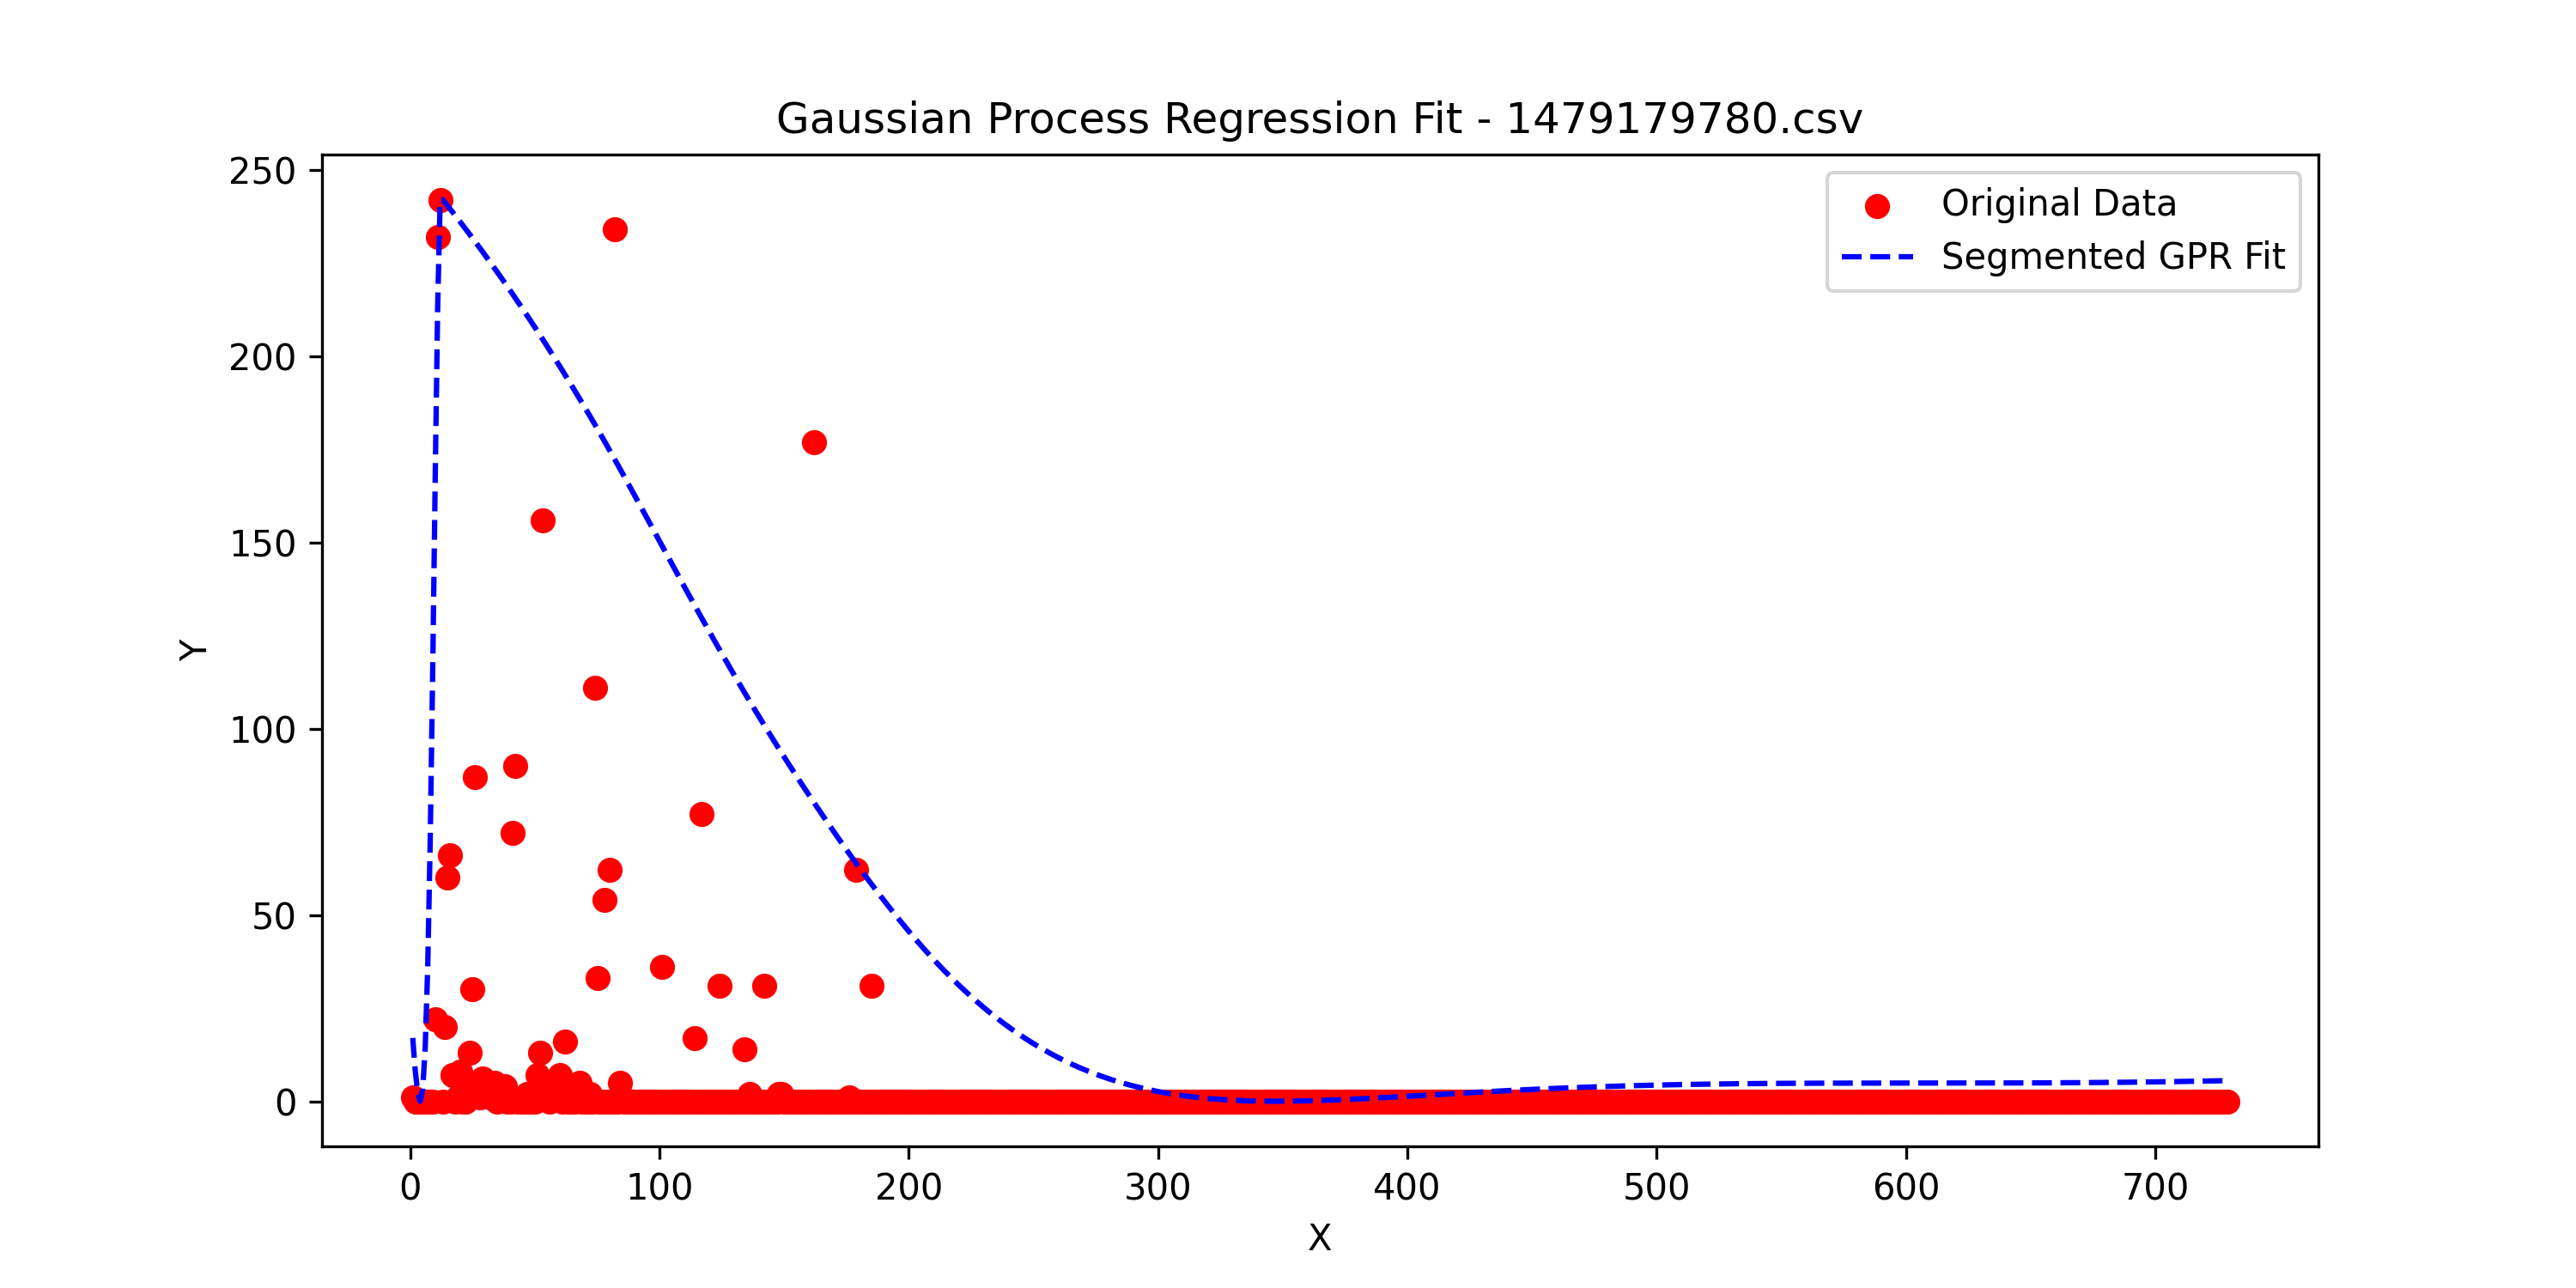 Gaussian Process Regression Fit - 1479179780.csv
Original Data
Segmented GPR Fit
Y
250
200
150
100
50
0
0 100 200 300 400 500 600 700
X